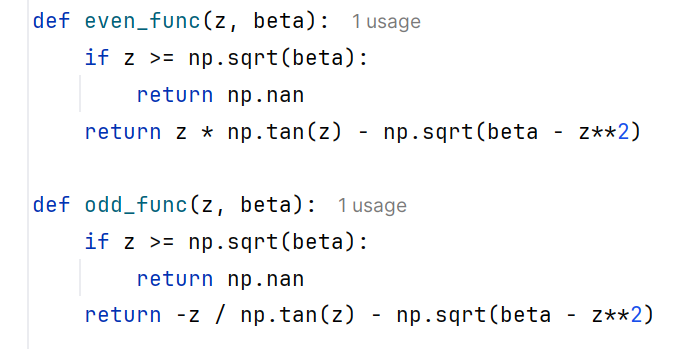 def even_func(z, beta): 1 usage
    if z >= np.sqrt(beta):
        return np.nan
    return z * np.tan(z) - np.sqrt(beta - z**2)

def odd_func(z, beta): 1 usage
    if z >= np.sqrt(beta):
        return np.nan
    return -z / np.tan(z) - np.sqrt(beta - z**2)